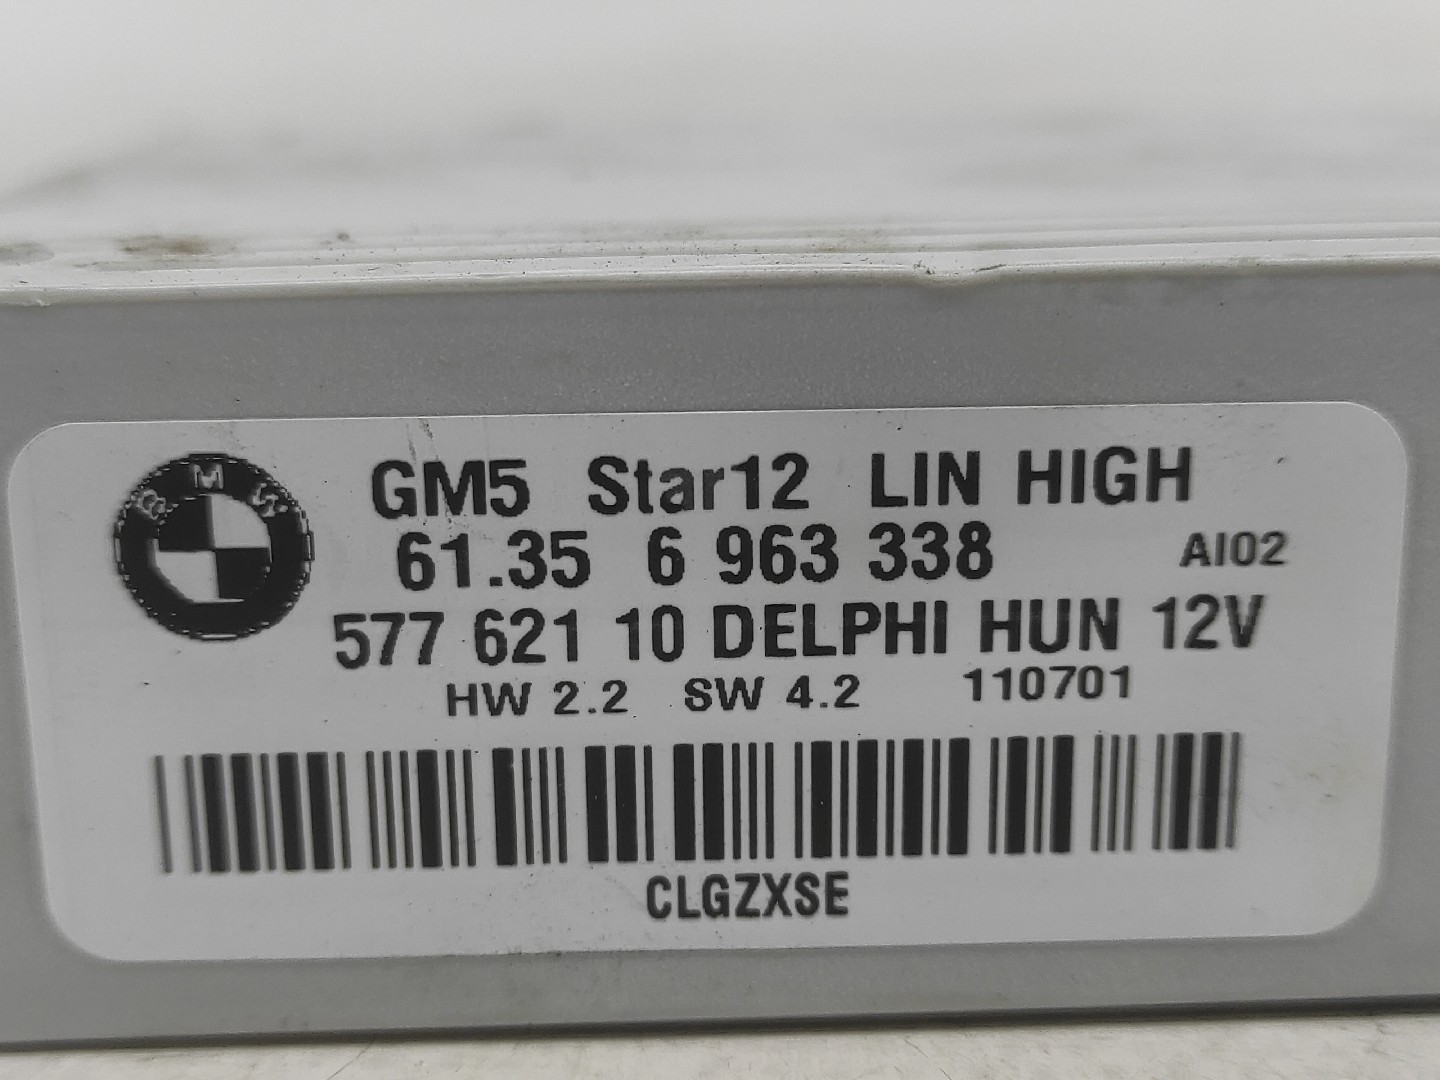 BMW
GM5 Star12 LIN HIGH
61.35 6 963 338 AI02
577 621 10 DELPHI HUN 12V
HW 2.2 SW 4.2 110701
CLGZXSE